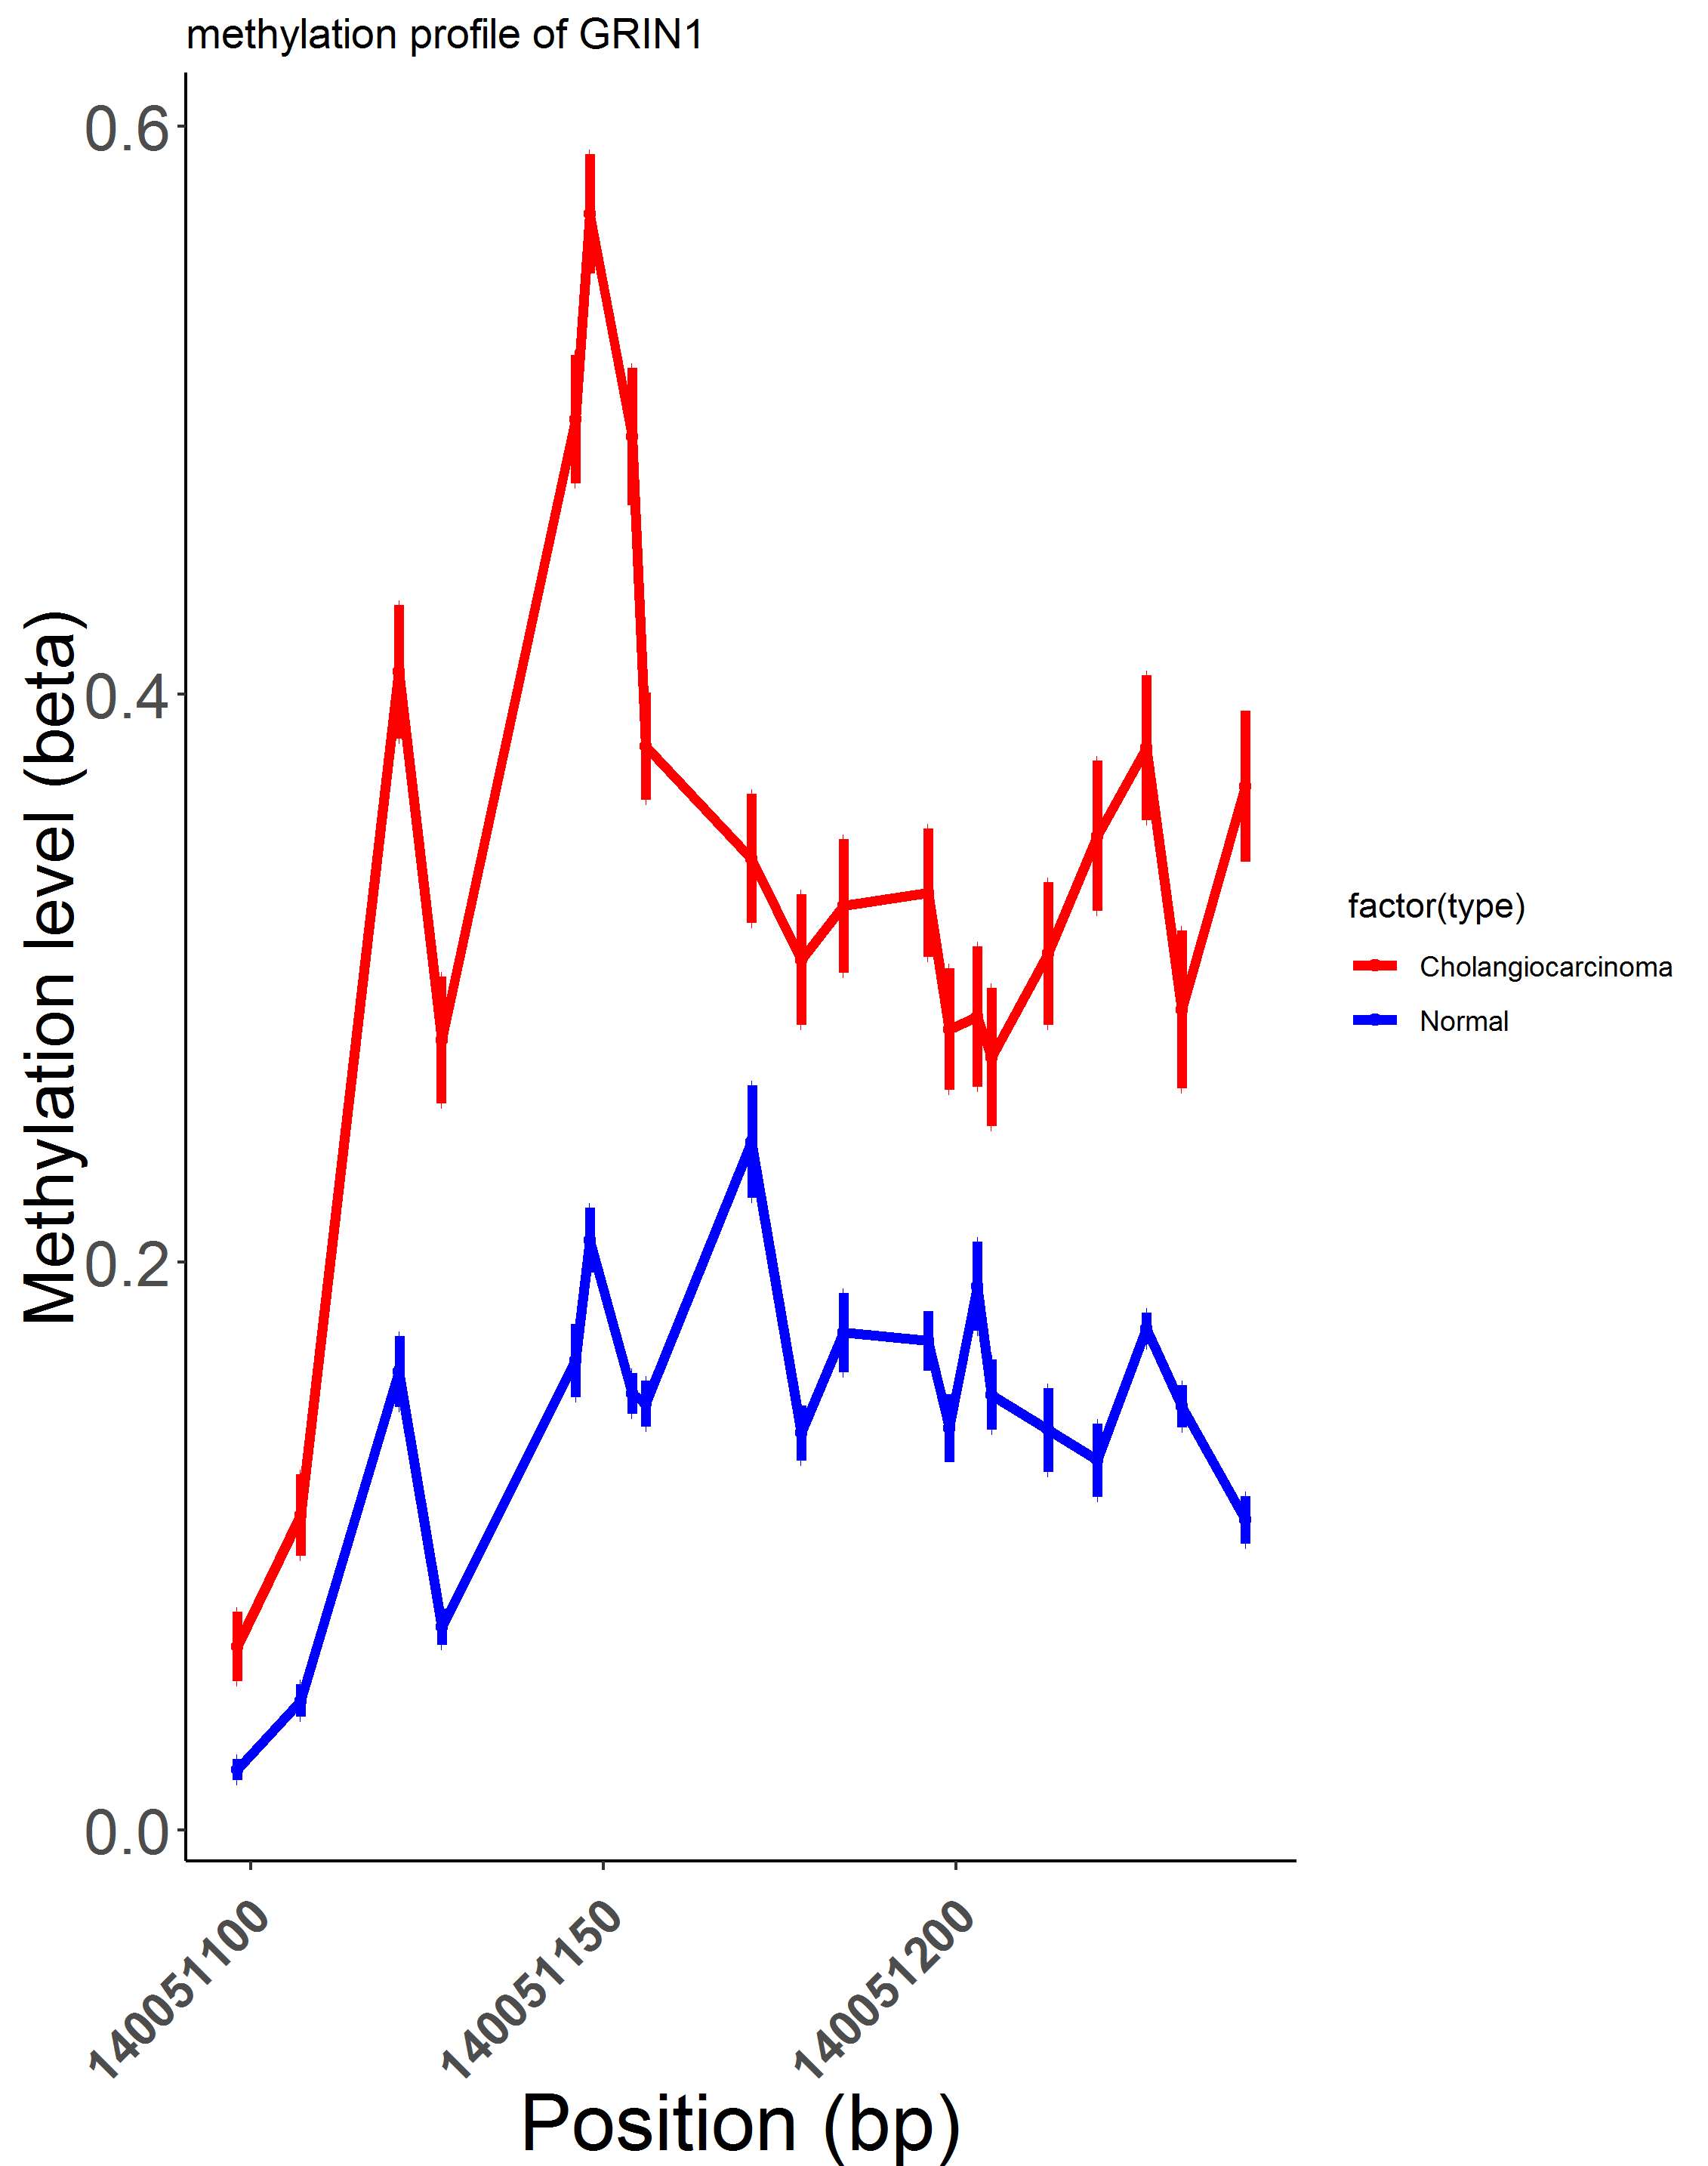 methylation profile of GRIN1
Methylation level (beta)
0.6
0.4
0.2
0.0
140051100
140051150
140051200
Position (bp)
factor(type)
Cholangiocarcinoma
Normal